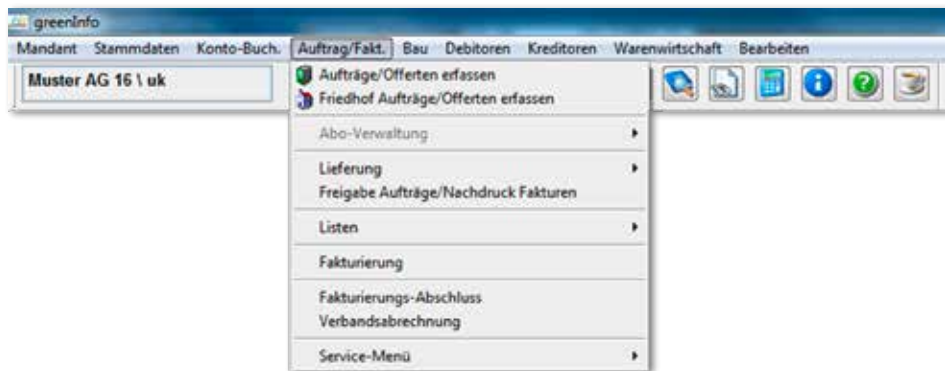 greenInfo
Mandant Stammdaten Konto-Buch. Auftrag/Fakt. Bau Debitoren Kreditoren Warenwirtschaft Bearbeiten
Muster AG 16 \ uk
Aufträge/Offerten erfassen
Friedhof Aufträge/Offerten erfassen
Abo-Verwaltung
Lieferung
Freigabe Aufträge/Nachdruck Fakturen
Listen
Fakturierung
Fakturierungs-Abschluss
Verbandsabrechnung
Service-Menü